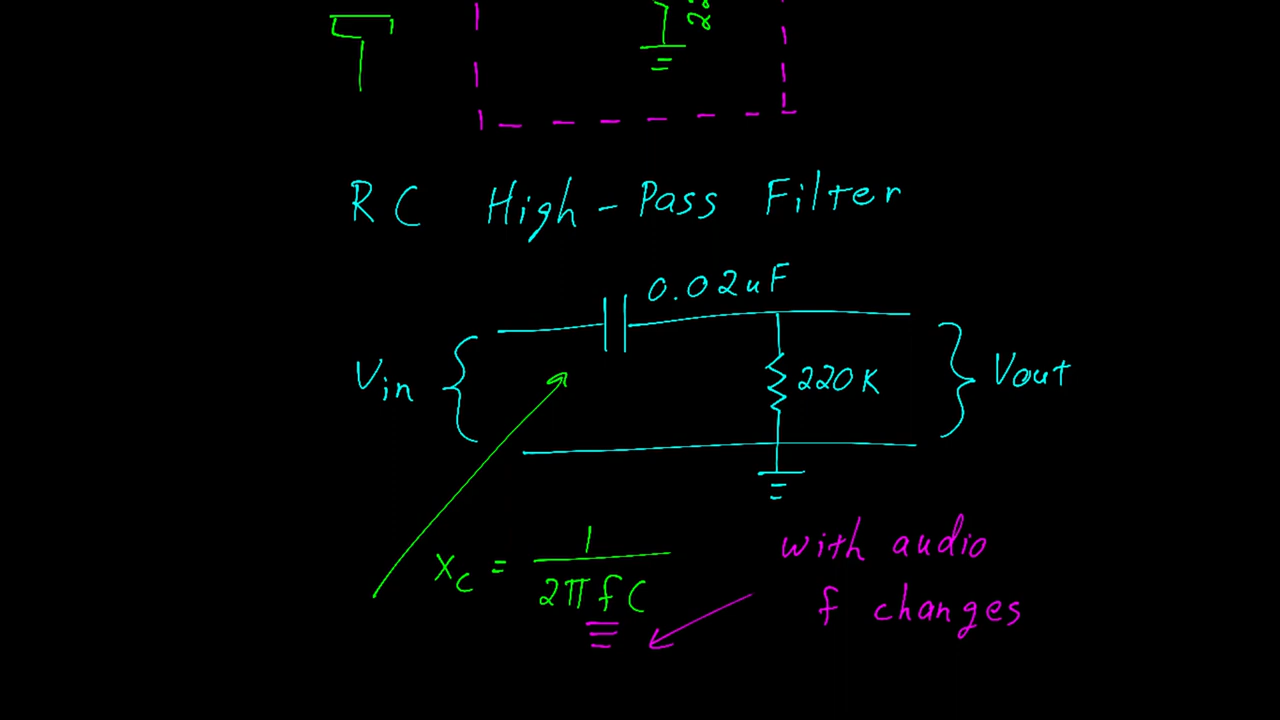 RC High-Pass Filter
0.02uF
Vin
220K
Vout
Xc = 1
2πfC
with audio
f changes